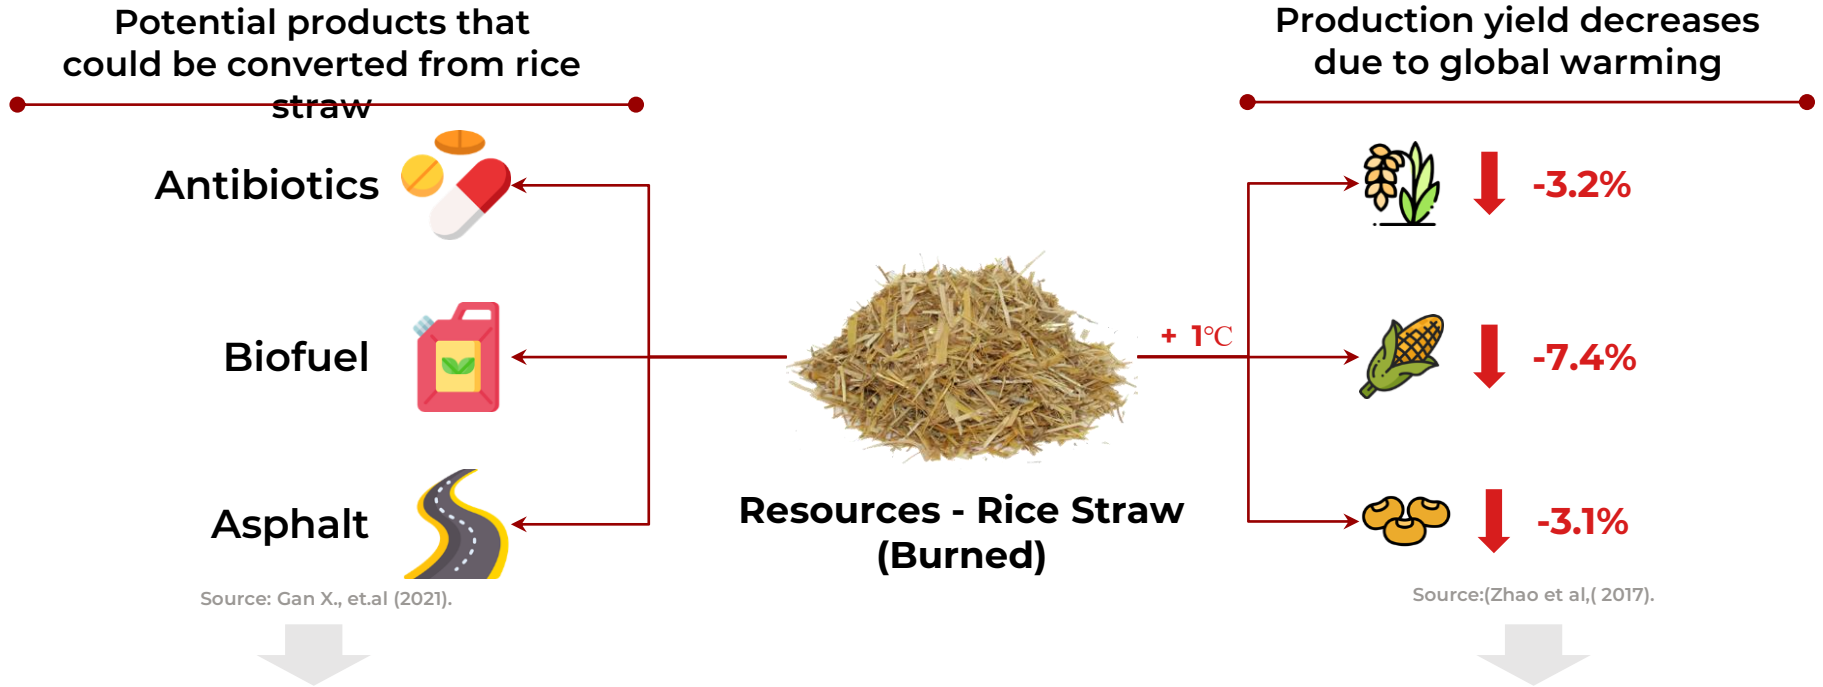 Potential products that
could be converted from rice
straw
Antibiotics
Biofuel
Asphalt
Source: Gan X., et.al (2021).
Resources - Rice Straw
(Burned)
+ 1℃
Production yield decreases
due to global warming
-3.2%
-7.4%
-3.1%
Source:(Zhao et al,( 2017).